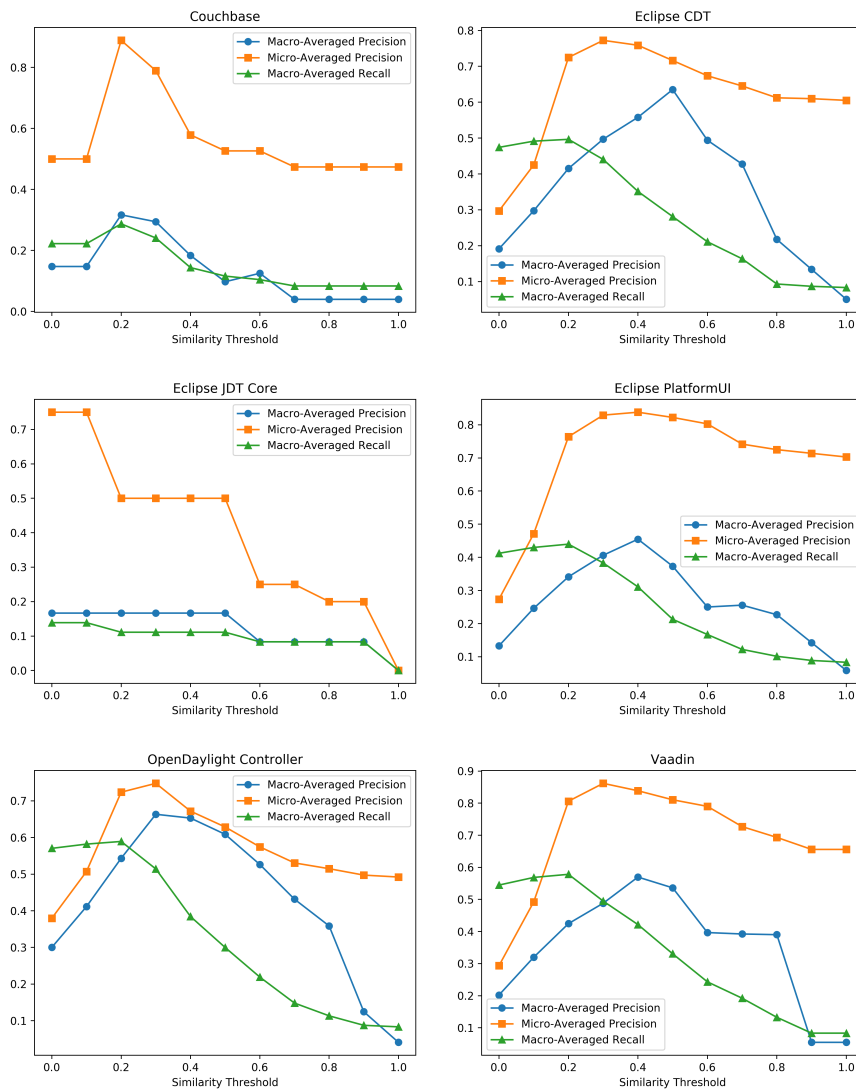 Couchbase
Macro-Averaged Precision
Micro-Averaged Precision
Macro-Averaged Recall
0.8
0.6
0.4
0.2
0.0
0.0 0.2 0.4 0.6 0.8 1.0
Similarity Threshold
Eclipse CDT
0.8
0.7
0.6
0.5
0.4
0.3
0.2
0.1
Macro-Averaged Precision
Micro-Averaged Precision
Macro-Averaged Recall
0.0 0.2 0.4 0.6 0.8 1.0
Similarity Threshold
Eclipse JDT Core
Macro-Averaged Precision
Micro-Averaged Precision
Macro-Averaged Recall
0.7
0.6
0.5
0.4
0.3
0.2
0.1
0.0
0.0 0.2 0.4 0.6 0.8 1.0
Similarity Threshold
Eclipse PlatformUI
0.8
0.7
0.6
0.5
0.4
0.3
0.2
0.1
Macro-Averaged Precision
Micro-Averaged Precision
Macro-Averaged Recall
0.0 0.2 0.4 0.6 0.8 1.0
Similarity Threshold
OpenDaylight Controller
Macro-Averaged Precision
Micro-Averaged Precision
Macro-Averaged Recall
0.7
0.6
0.5
0.4
0.3
0.2
0.1
0.0 0.2 0.4 0.6 0.8 1.0
Similarity Threshold
Vaadin
0.9
0.8
0.7
0.6
0.5
0.4
0.3
0.2
0.1
Macro-Averaged Precision
Micro-Averaged Precision
Macro-Averaged Recall
0.0 0.2 0.4 0.6 0.8 1.0
Similarity Threshold